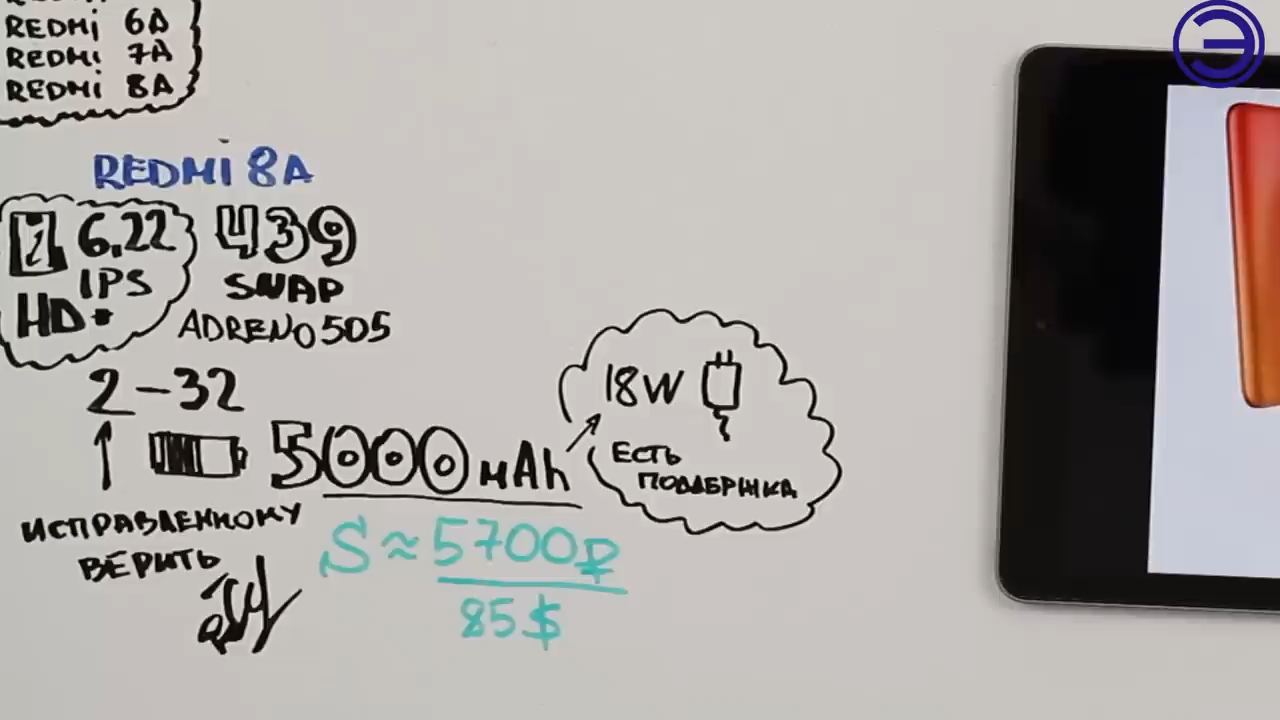 REDMI 6A
REDMI 7A
REDMI 8A
REDMI 8A
6,22
IPS
HD+
439
SNAP
ADRENO 505
2-32
5000 мAh
18W
ЕСТЬ
ПОДДЕРЖКА
ИСПРАВЛЕННОМУ
ВЕРИТЬ
S ≈ 5700₽
85$
Э